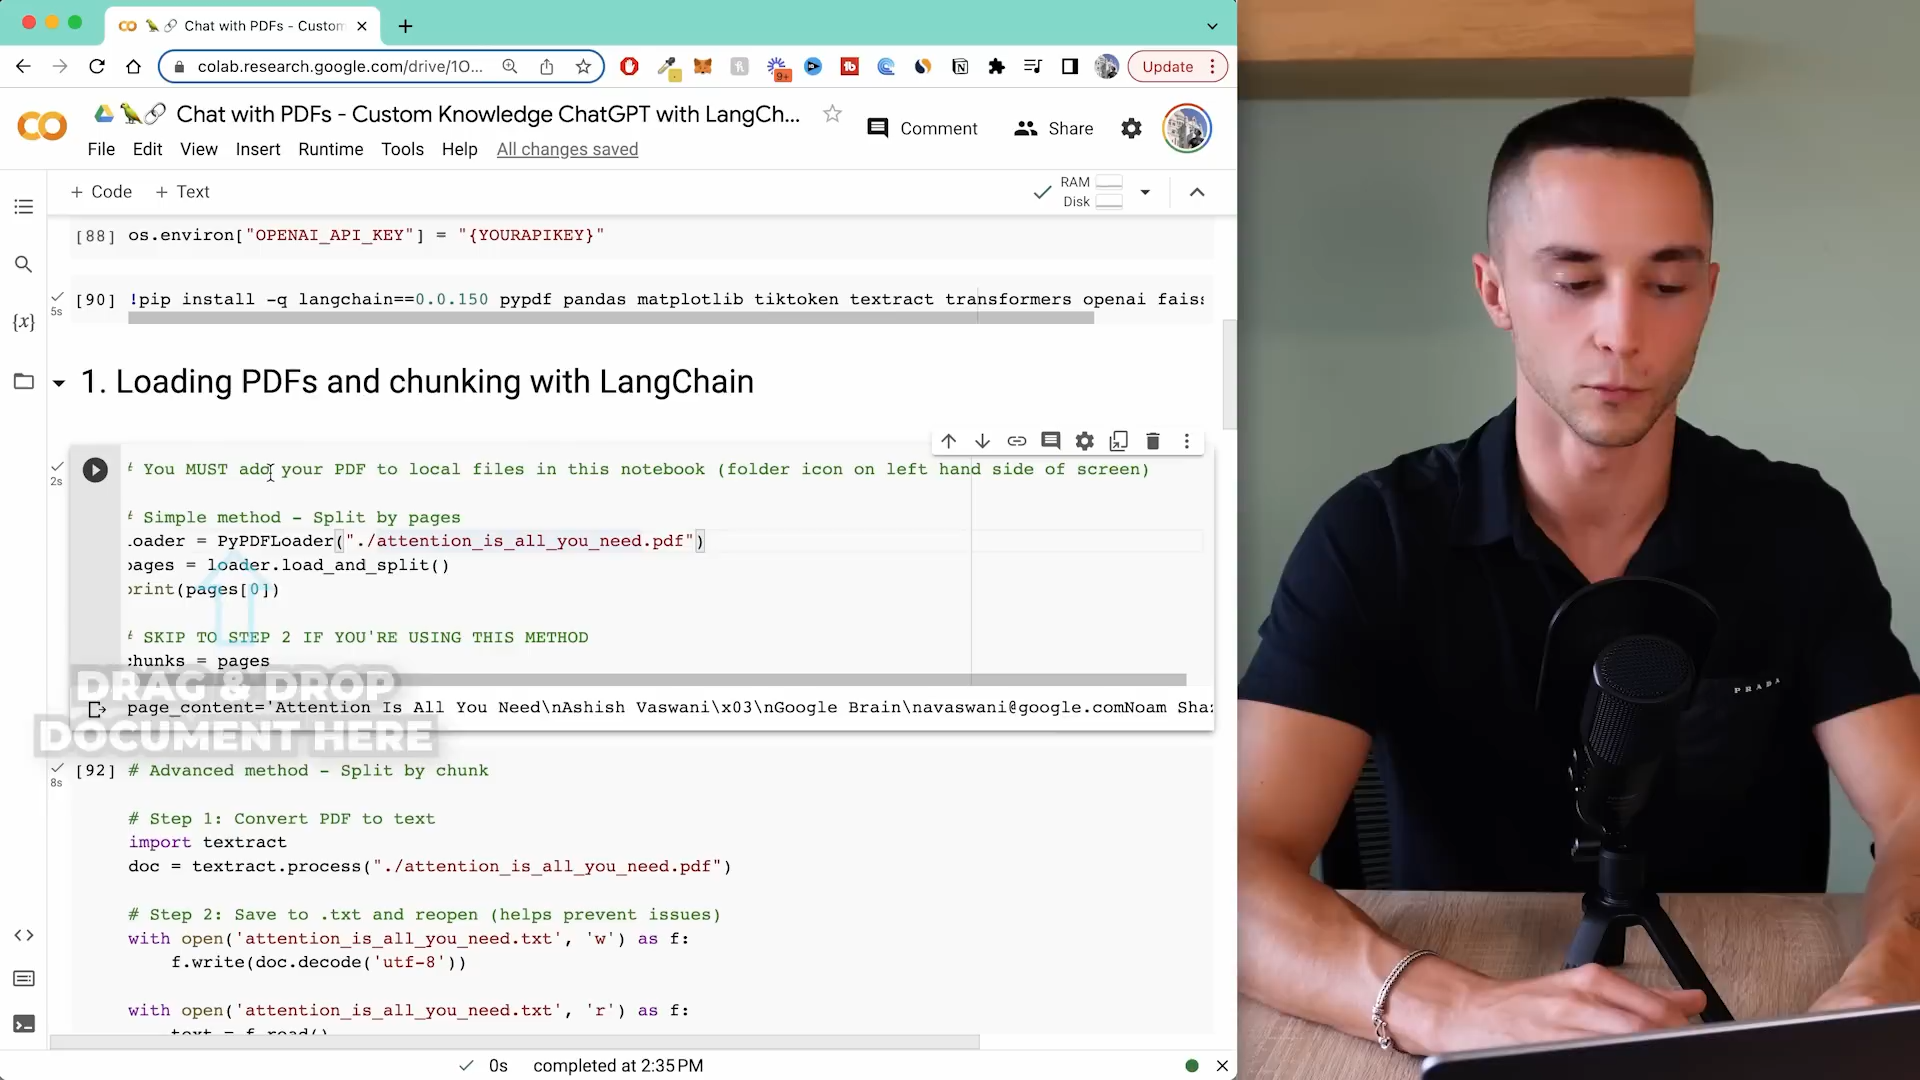 Chat with PDFs - Custom
colab.research.google.com/drive/1O...
9+
Update
Chat with PDFs - Custom Knowledge ChatGPT with LangCh...
Comment
Share
File Edit View Insert Runtime Tools Help All changes saved
+ Code + Text
RAM
Disk
[88] os.environ["OPENAI_API_KEY"] = "{YOURAPIKEY}"
[90] !pip install -q langchain==0.0.150 pypdf pandas matplotlib tiktoken textract transformers openai faiss
5s
1. Loading PDFs and chunking with LangChain
# You MUST add your PDF to local files in this notebook (folder icon on left hand side of screen)
2s
# Simple method - Split by pages
loader = PyPDFLoader("./attention_is_all_you_need.pdf")
pages = loader.load_and_split()
print(pages[0])
# SKIP TO STEP 2 IF YOU'RE USING THIS METHOD
chunks = pages
DRAG & DROP
DOCUMENT HERE
page_content='Attention Is All You Need\nAshish Vaswani\x03\nGoogle Brain\navaswani@google.comNoam Sha
[92] # Advanced method - Split by chunk
8s
# Step 1: Convert PDF to text
import textract
doc = textract.process("./attention_is_all_you_need.pdf")
# Step 2: Save to .txt and reopen (helps prevent issues)
with open('attention_is_all_you_need.txt', 'w') as f:
f.write(doc.decode('utf-8'))
with open('attention_is_all_you_need.txt', 'r') as f:
text = f.read()
0s completed at 2:35 PM
PRADA